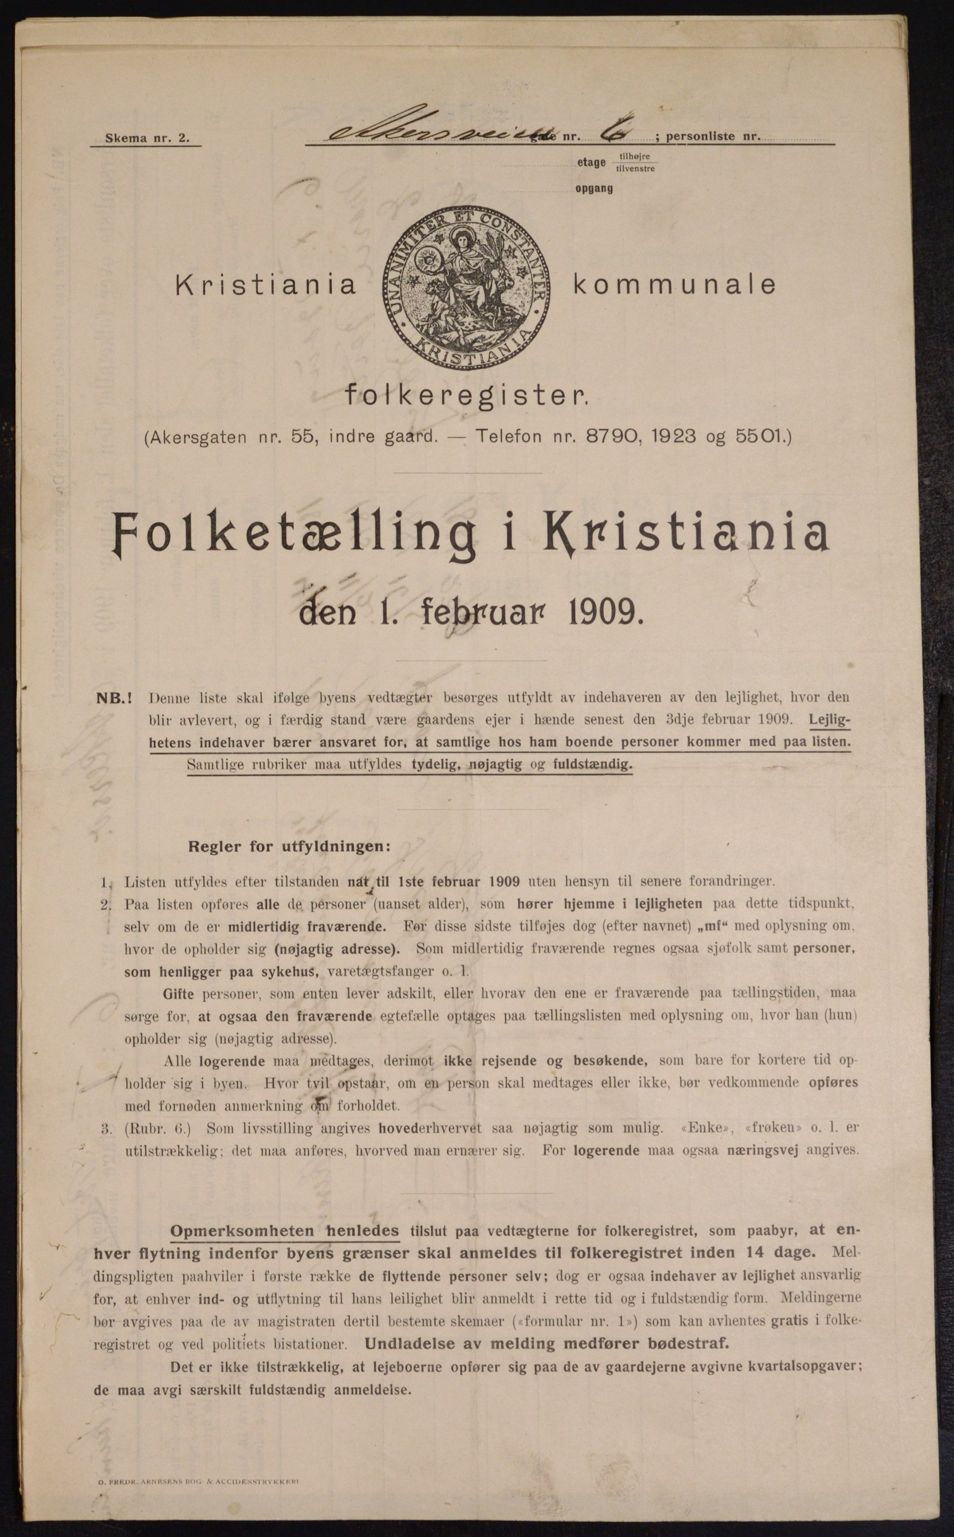 Skema nr. 2.
Akersveien gate nr. 6; personliste nr.
etage tilhøjre
tilvenstre
opgang
UNANIMITER ET CONSTANTER
KRISTIANIA
Kristiania kommunale
folkeregister.
(Akersgaten nr. 55, indre gaard. — Telefon nr. 8790, 1923 og 5501.)
Folketælling i Kristiania
den 1. februar 1909.
NB.! Denne liste skal ifølge byens vedtægter besørges utfyldt av indehaveren av den lejlighet, hvor den
blir avlevert, og i færdig stand være gaardens ejer i hænde senest den 3dje februar 1909. Lejlig-
hetens indehaver bærer ansvaret for, at samtlige hos ham boende personer kommer med paa listen.
Samtlige rubriker maa utfyldes tydelig, nøjagtig og fuldstændig.
Regler for utfyldningen:
1. Listen utfyldes efter tilstanden nat til 1ste februar 1909 uten hensyn til senere forandringer.
2. Paa listen opføres alle de personer (uanset alder), som hører hjemme i lejligheten paa dette tidspunkt,
selv om de er midlertidig fraværende. For disse sidste tilføjes dog (efter navnet) „mf“ med oplysning om,
hvor de opholder sig (nøjagtig adresse). Som midlertidig fraværende regnes ogsaa sjøfolk samt personer,
som henligger paa sykehus, varetægtsfanger o. l.
Gifte personer, som enten lever adskilt, eller hvorav den ene er fraværende paa tællingstiden, maa
sørge for, at ogsaa den fraværende egtefælle optages paa tællingslisten med oplysning om, hvor han (hun)
opholder sig (nøjagtig adresse).
Alle logerende maa medtages, derimot ikke rejsende og besøkende, som bare for kortere tid op-
holder sig i byen. Hvor tvil opstaar, om en person skal medtages eller ikke, bør vedkommende opføres
med fornøden anmerkning om forholdet.
3. (Rubr. 6.) Som livsstilling angives hovederhvervet saa nøjagtig som mulig. «Enke», «frøken» o. l. er
utilstrækkelig; det maa anføres, hvorved man ernærer sig. For logerende maa ogsaa næringsvej angives.
Opmerksomheten henledes tilslut paa vedtægterne for folkeregistret, som paabyr, at en-
hver flytning indenfor byens grænser skal anmeldes til folkeregistret inden 14 dage. Mel-
dingspligten paahviler i første række de flyttende personer selv; dog er ogsaa indehaver av lejlighet ansvarlig
for, at enhver ind- og utflytning til hans leilighet blir anmeldt i rette tid og i fuldstændig form. Meldingerne
bør avgives paa de av magistraten dertil bestemte skemaer («formular nr. 1») som kan avhentes gratis i folke-
registret og ved politiets bistationer. Undladelse av melding medfører bødestraf.
Det er ikke tilstrækkelig, at lejeboerne opfører sig paa de av gaardejerne avgivne kvartalsopgaver;
de maa avgi særskilt fuldstændig anmeldelse.
O. FREDR. ARNESENS BOG- & ACCIDENSTRYKKERI